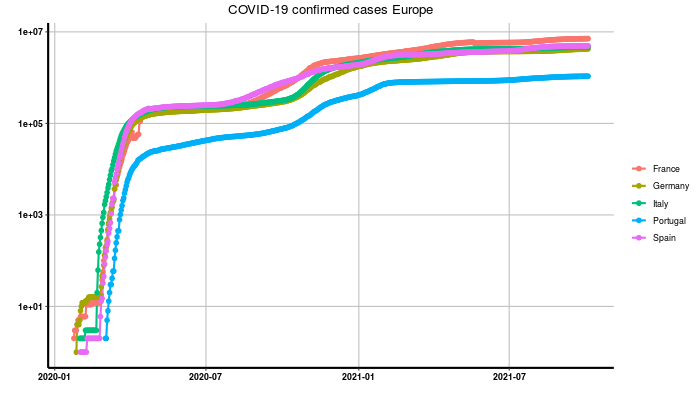 COVID-19 confirmed cases Europe
1e+07
1e+05
1e+03
1e+01
2020-01
2020-07
2021-01
2021-07
France
Germany
Italy
Portugal
Spain